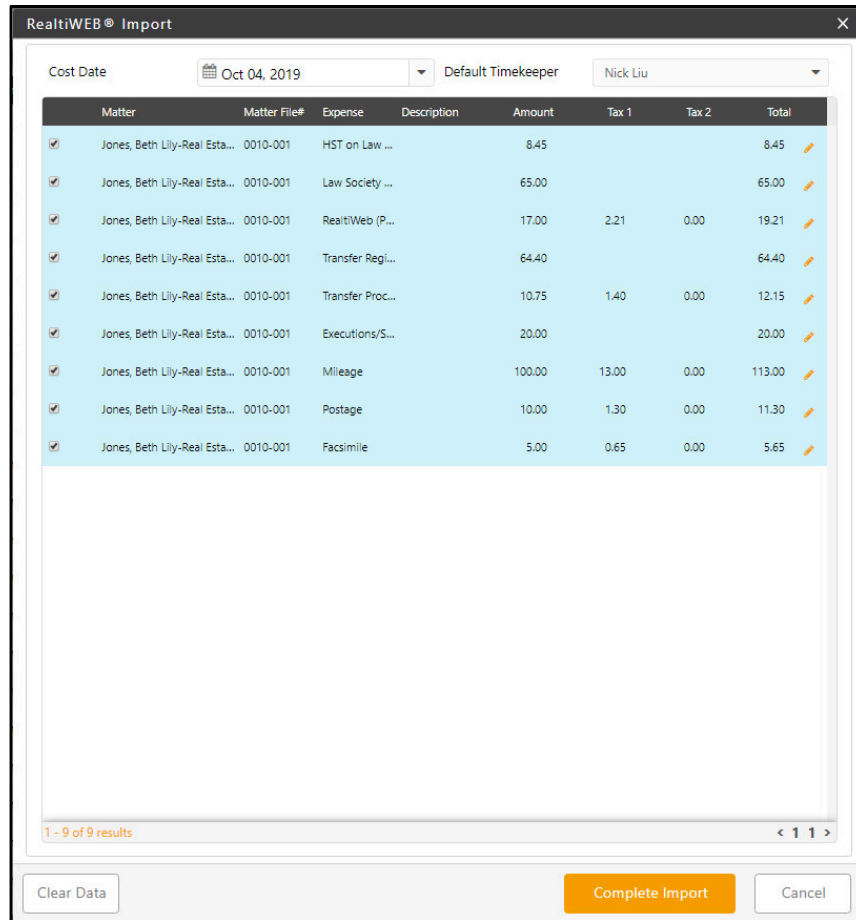 RealtiWEB® Import
Cost Date Oct 04, 2019 Default Timekeeper Nick Liu
Matter Matter File# Expense Description Amount Tax 1 Tax 2 Total
Jones, Beth Lily-Real Esta... 0010-001 HST on Law ... 8.45 8.45
Jones, Beth Lily-Real Esta... 0010-001 Law Society ... 65.00 65.00
Jones, Beth Lily-Real Esta... 0010-001 RealtiWeb (P... 17.00 2.21 0.00 19.21
Jones, Beth Lily-Real Esta... 0010-001 Transfer Regi... 64.40 64.40
Jones, Beth Lily-Real Esta... 0010-001 Transfer Proc... 10.75 1.40 0.00 12.15
Jones, Beth Lily-Real Esta... 0010-001 Executions/S... 20.00 20.00
Jones, Beth Lily-Real Esta... 0010-001 Mileage 100.00 13.00 0.00 113.00
Jones, Beth Lily-Real Esta... 0010-001 Postage 10.00 1.30 0.00 11.30
Jones, Beth Lily-Real Esta... 0010-001 Facsimile 5.00 0.65 0.00 5.65
1 - 9 of 9 results < 1 1 >
Clear Data Complete Import Cancel